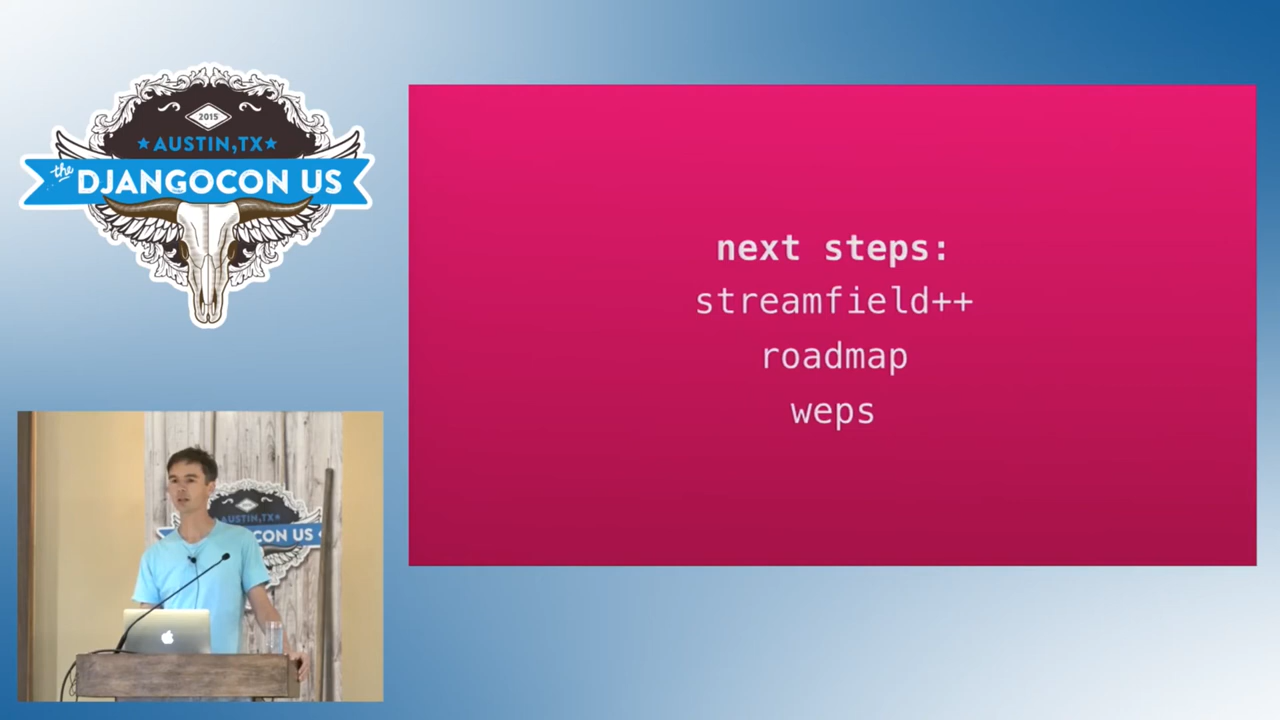 2015
AUSTIN,TX
the
DJANGOCON US
next steps:
streamfield++
roadmap
weps
AUSTIN,TX
CON US